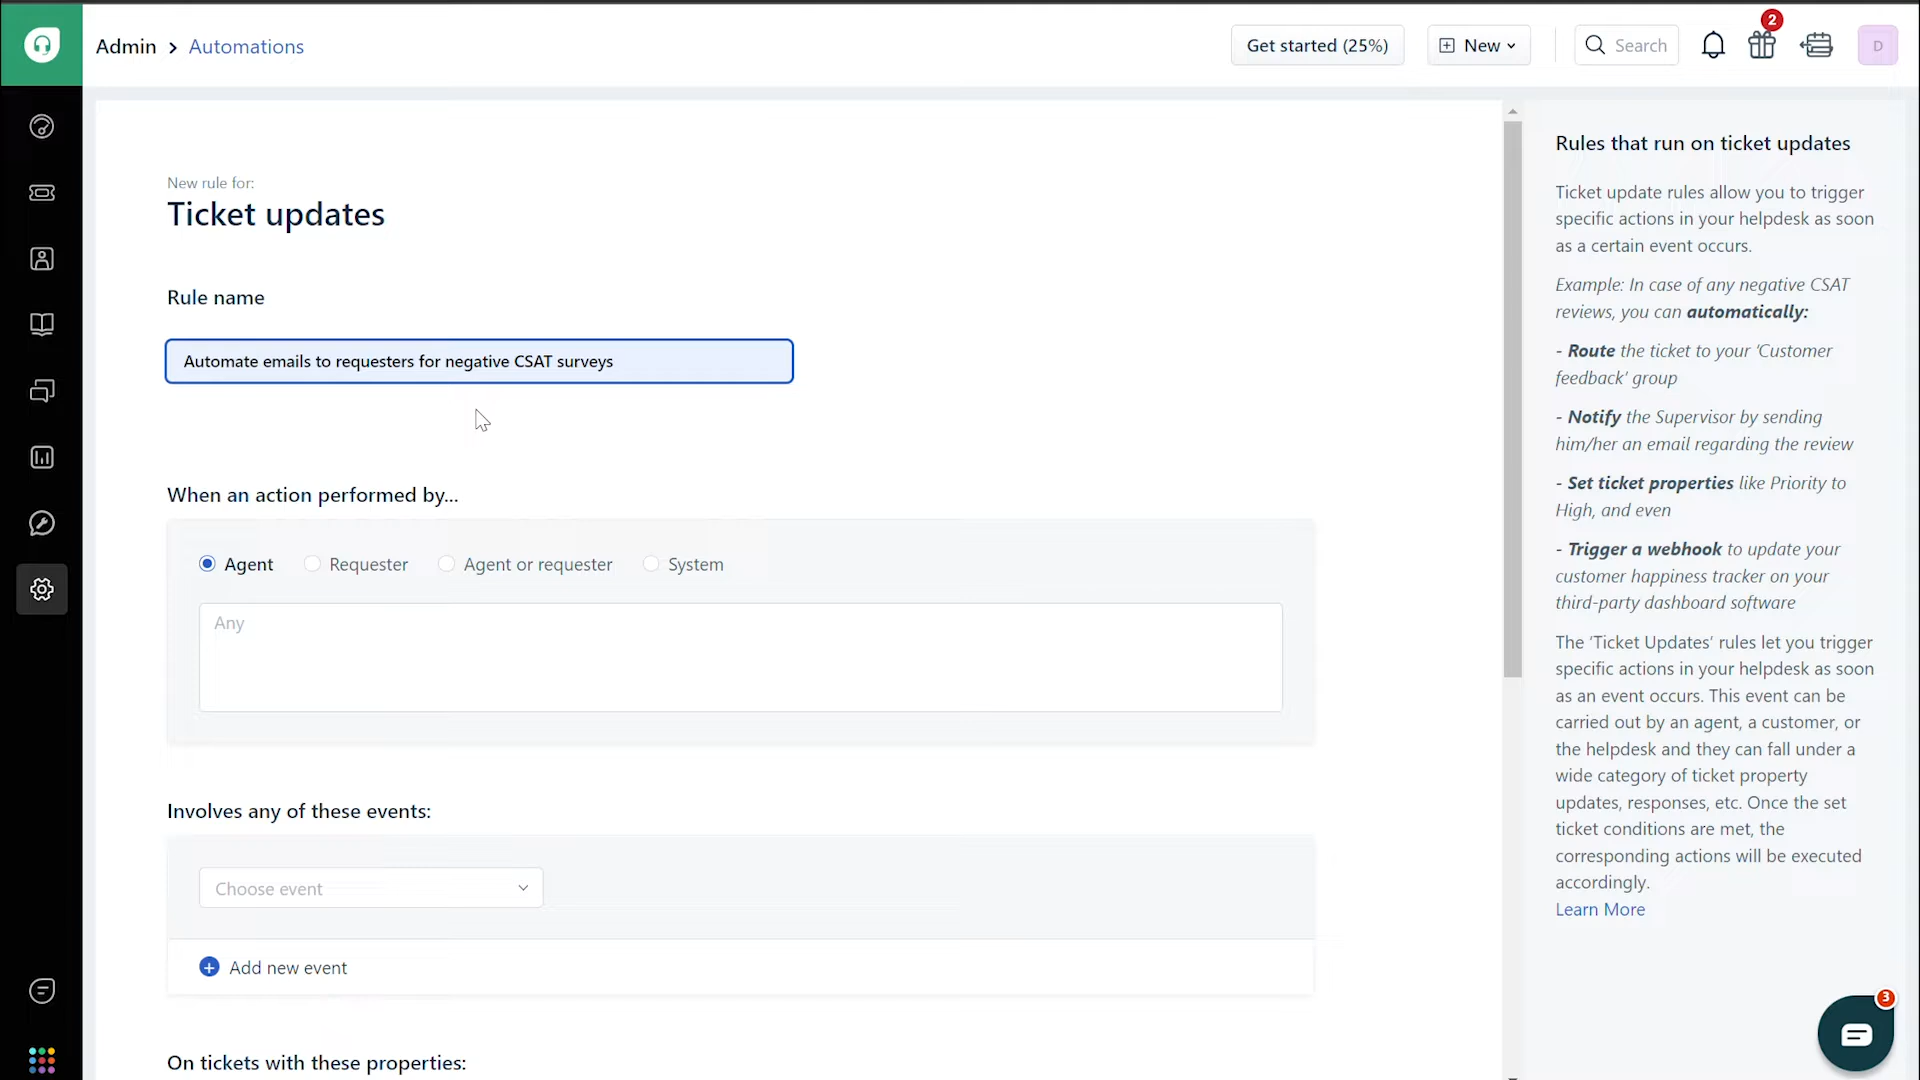 Admin > Automations
Get started (25%)
New
Search
2
D
New rule for:
Ticket updates
Rule name
Automate emails to requesters for negative CSAT surveys
When an action performed by...
Agent
Requester
Agent or requester
System
Any
Involves any of these events:
Choose event
Add new event
On tickets with these properties:
Rules that run on ticket updates
Ticket update rules allow you to trigger
specific actions in your helpdesk as soon
as a certain event occurs.
Example: In case of any negative CSAT
reviews, you can automatically:
- Route the ticket to your ‘Customer
feedback’ group
- Notify the Supervisor by sending
him/her an email regarding the review
- Set ticket properties like Priority to
High, and even
- Trigger a webhook to update your
customer happiness tracker on your
third-party dashboard software
The ‘Ticket Updates’ rules let you trigger
specific actions in your helpdesk as soon
as an event occurs. This event can be
carried out by an agent, a customer, or
the helpdesk and they can fall under a
wide category of ticket property
updates, responses, etc. Once the set
ticket conditions are met, the
corresponding actions will be executed
accordingly.
Learn More
3